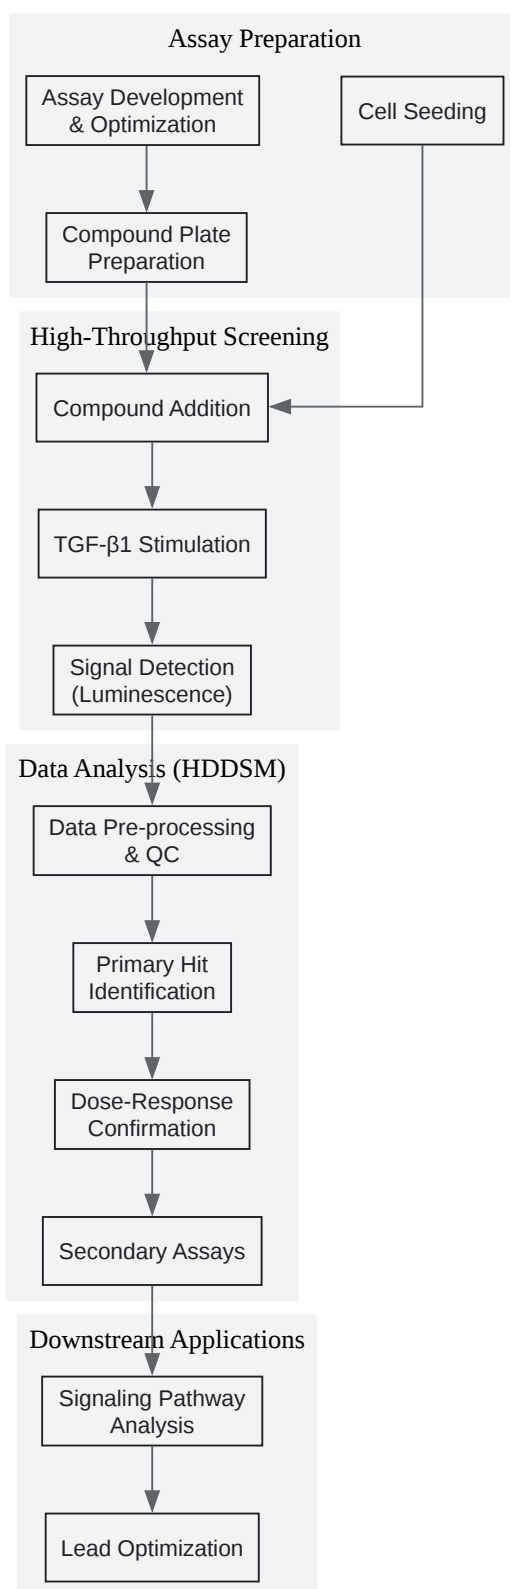 Assay Preparation
Assay Development
& Optimization
Cell Seeding
Compound Plate
Preparation
High-Throughput Screening
Compound Addition
TGF-β1 Stimulation
Signal Detection
(Luminescence)
Data Analysis (HDDSM)
Data Pre-processing
& QC
Primary Hit
Identification
Dose-Response
Confirmation
Secondary Assays
Downstream Applications
Signaling Pathway
Analysis
Lead Optimization